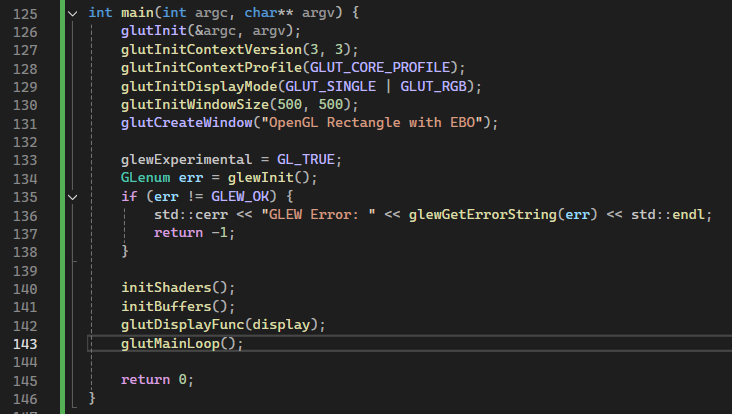 125 int main(int argc, char** argv) {
126     glutInit(&argc, argv);
127     glutInitContextVersion(3, 3);
128     glutInitContextProfile(GLUT_CORE_PROFILE);
129     glutInitDisplayMode(GLUT_SINGLE | GLUT_RGB);
130     glutInitWindowSize(500, 500);
131     glutCreateWindow("OpenGL Rectangle with EBO");
132
133     glewExperimental = GL_TRUE;
134     GLenum err = glewInit();
135     if (err != GLEW_OK) {
136         std::cerr << "GLEW Error: " << glewGetErrorString(err) << std::endl;
137         return -1;
138     }
139
140     initShaders();
141     initBuffers();
142     glutDisplayFunc(display);
143     glutMainLoop();
144
145     return 0;
146 }